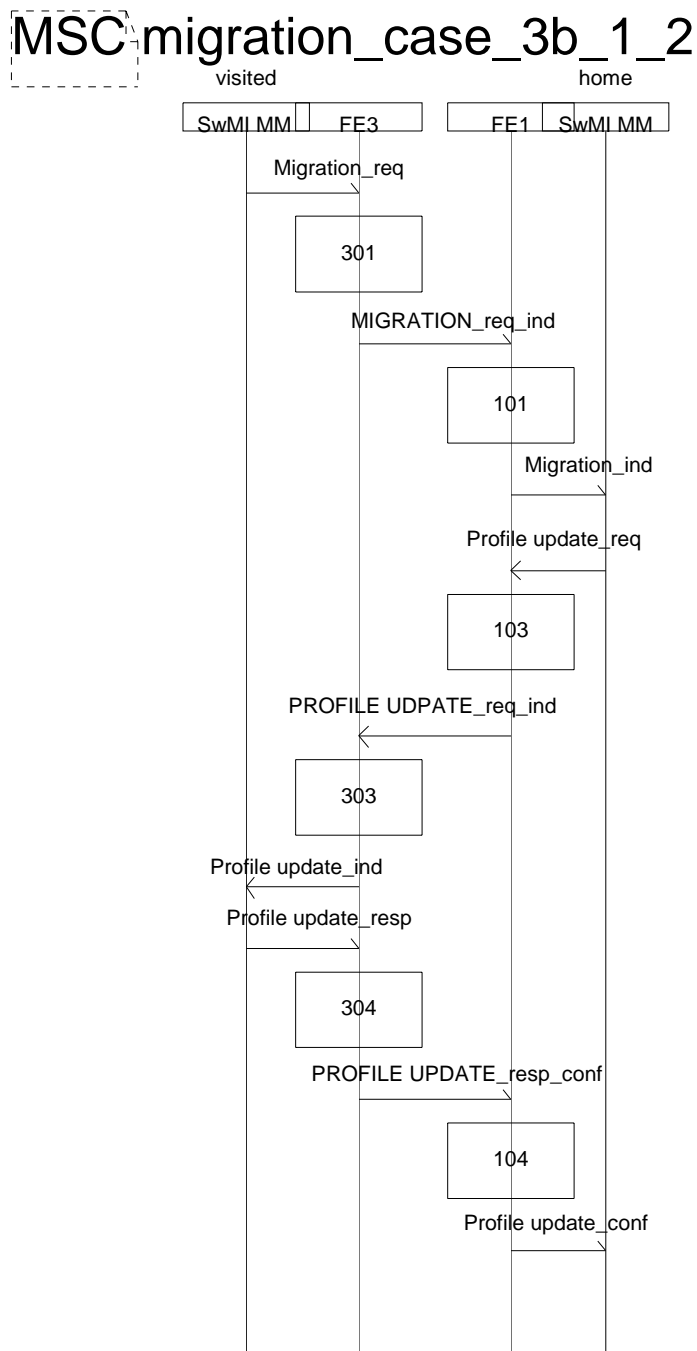 MSC migration_case_3b_1_2
visited home
SwMI MM FE3 FE1 SwMI MM
Migration_req
301
MIGRATION_req_ind
101
Migration_ind
Profile update_req
103
PROFILE UDPATE_req_ind
303
Profile update_ind
Profile update_resp
304
PROFILE UPDATE_resp_conf
104
Profile update_conf